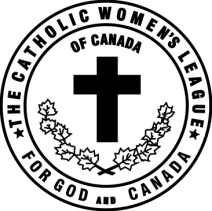 THE CATHOLIC WOMEN'S LEAGUE
OF CANADA
FOR GOD AND CANADA